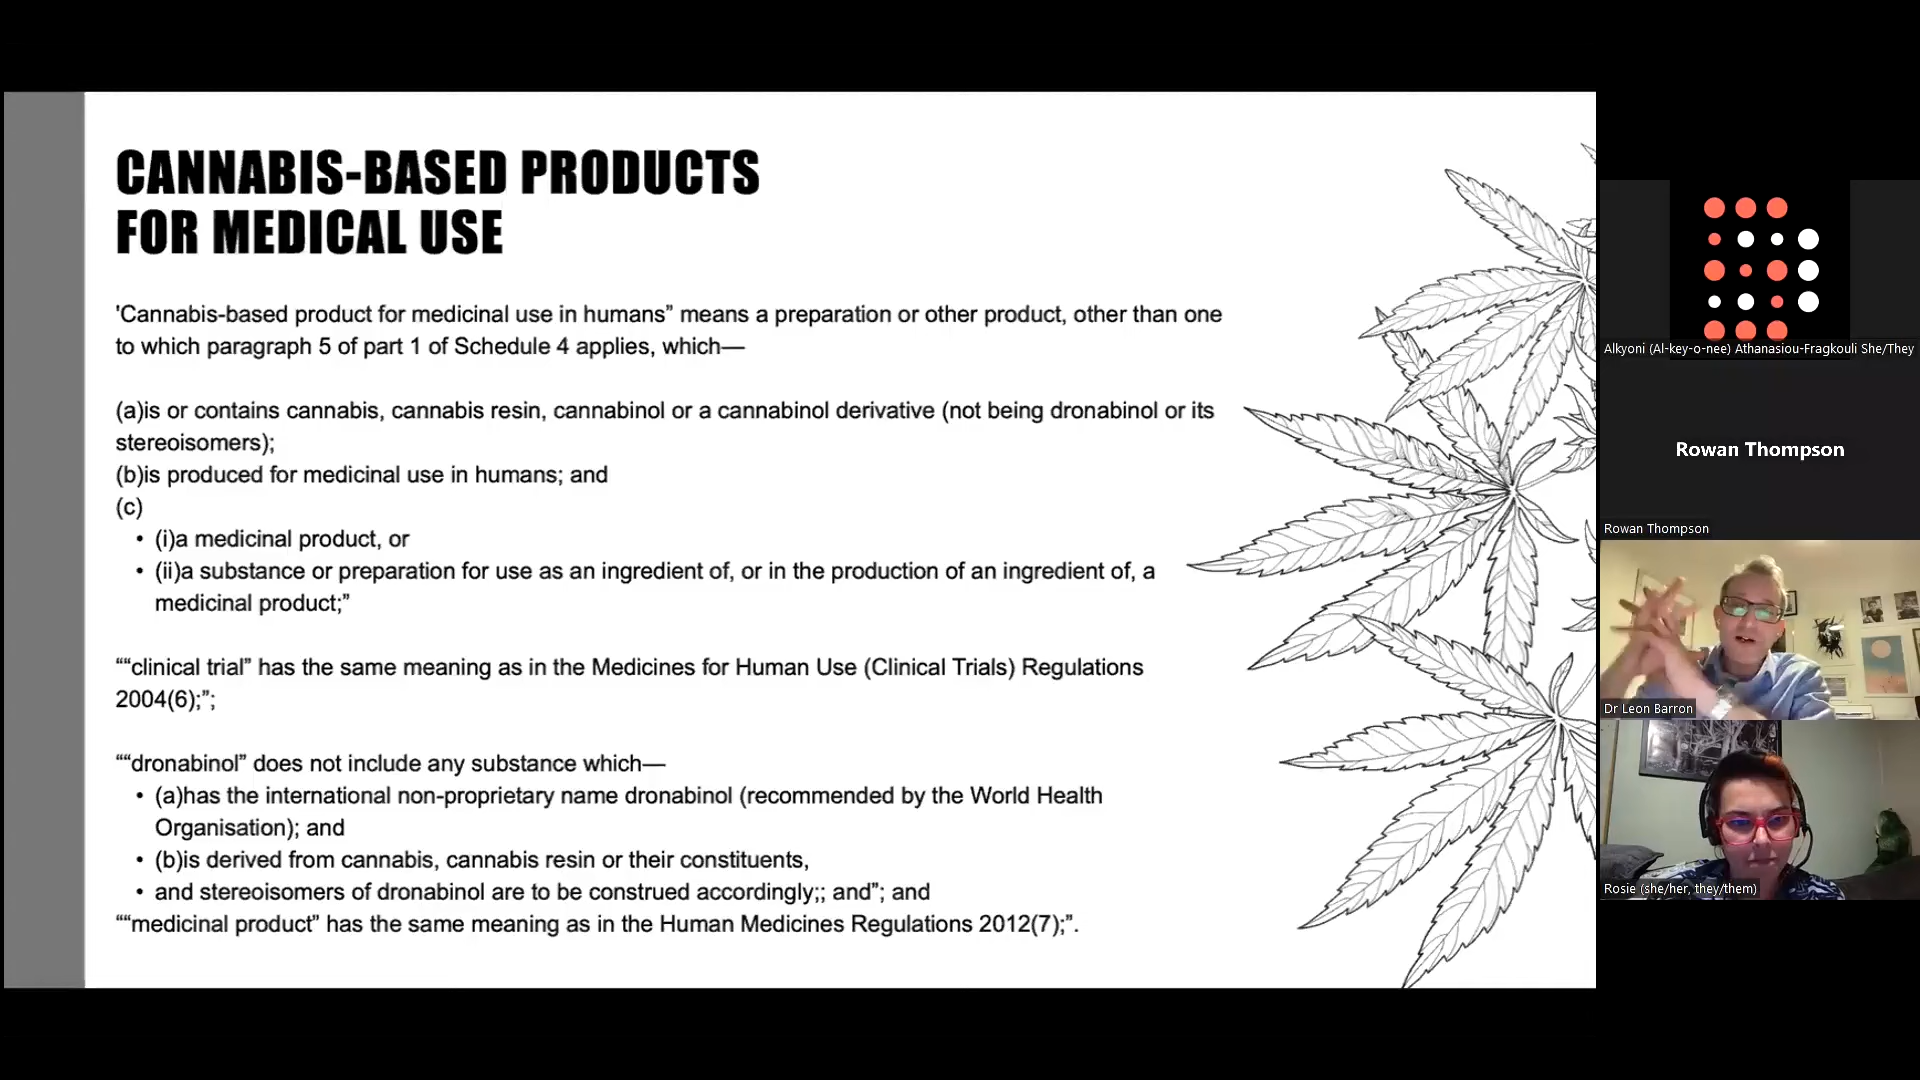 CANNABIS-BASED PRODUCTS
FOR MEDICAL USE
'Cannabis-based product for medicinal use in humans” means a preparation or other product, other than one
to which paragraph 5 of part 1 of Schedule 4 applies, which—
(a)is or contains cannabis, cannabis resin, cannabinol or a cannabinol derivative (not being dronabinol or its
stereoisomers);
(b)is produced for medicinal use in humans; and
(c)
• (i)a medicinal product, or
• (ii)a substance or preparation for use as an ingredient of, or in the production of an ingredient of, a
medicinal product;”
““clinical trial” has the same meaning as in the Medicines for Human Use (Clinical Trials) Regulations
2004(6);”;
““dronabinol” does not include any substance which—
• (a)has the international non-proprietary name dronabinol (recommended by the World Health
Organisation); and
• (b)is derived from cannabis, cannabis resin or their constituents,
• and stereoisomers of dronabinol are to be construed accordingly;; and”; and
““medicinal product” has the same meaning as in the Human Medicines Regulations 2012(7);”.
Alkyoni (Al-key-o-nee) Athanasiou-Fragkouli She/They
Rowan Thompson
Rowan Thompson
Dr Leon Barron
Rosie (she/her, they/them)